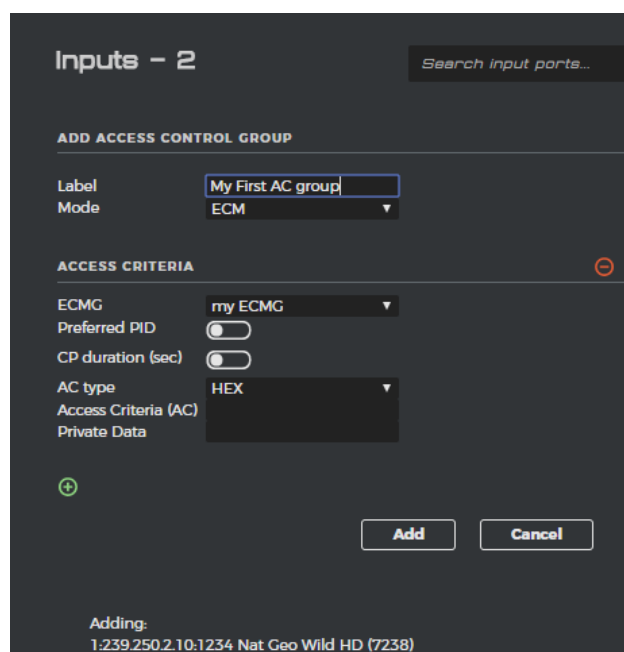 Inputs - 2
Search input ports...
ADD ACCESS CONTROL GROUP
Label My First AC group
Mode ECM
ACCESS CRITERIA
ECMG my ECMG
Preferred PID
CP duration (sec)
AC type HEX
Access Criteria (AC)
Private Data
Add Cancel
Adding:
1:239.250.2.10:1234 Nat Geo Wild HD (7238)